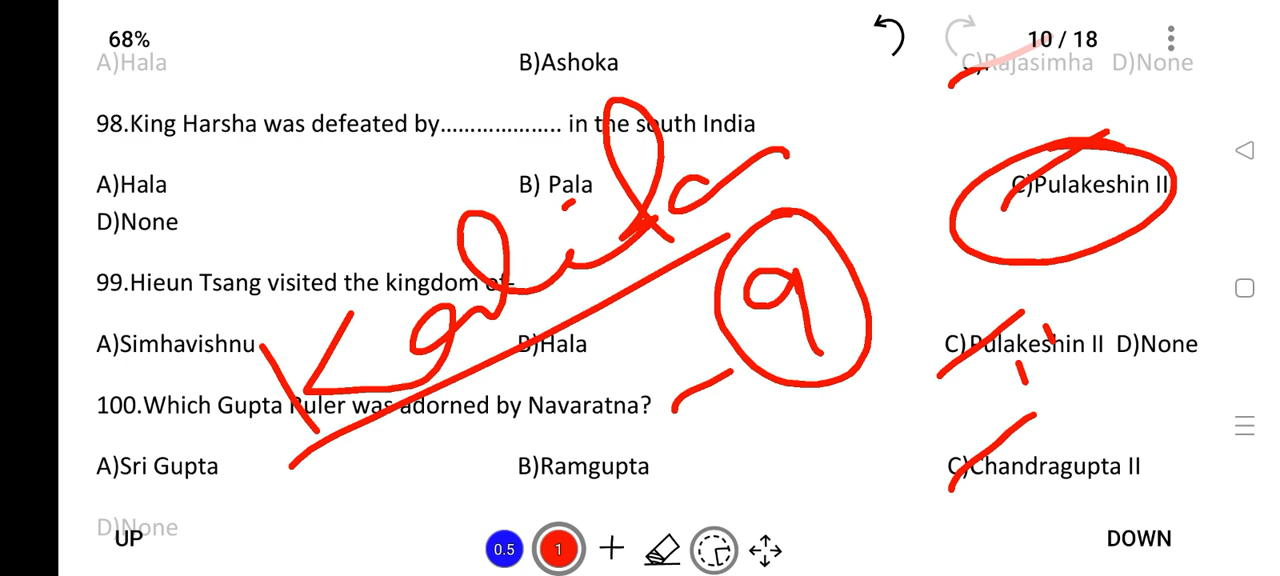 68% 10 / 18
A)Hala B)Ashoka C)Rajasimha D)None
98.King Harsha was defeated by................... in the south India
A)Hala B) Pala C)Pulakeshin II
D)None
99.Hieun Tsang visited the kingdom of
A)Simhavishnu B)Hala C)Pulakeshin II D)None
Kalida
9
100.Which Gupta Ruler was adorned by Navaratna?
A)Sri Gupta B)Ramgupta C)Chandragupta II
D)None
UP 0.5 1 DOWN